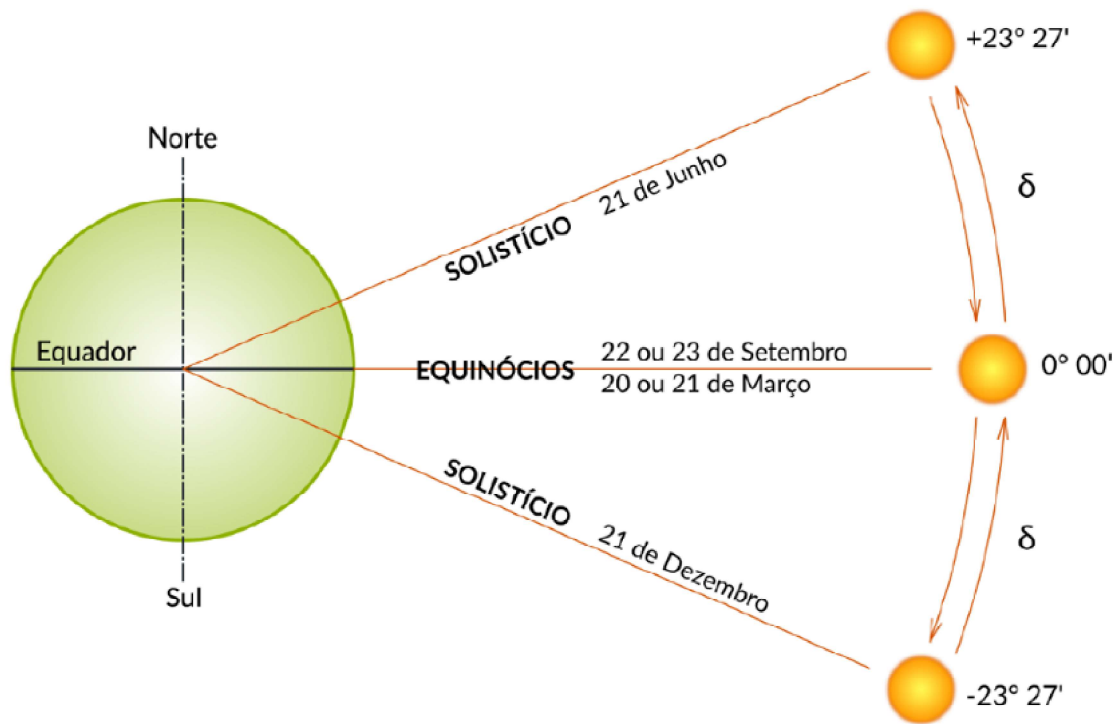 +23° 27'
Norte
21 de Junho
δ
SOLISTÍCIO
Equador
EQUINÓCIOS
22 ou 23 de Setembro
20 ou 21 de Março
0° 00'
SOLISTÍCIO
21 de Dezembro
δ
Sul
-23° 27'